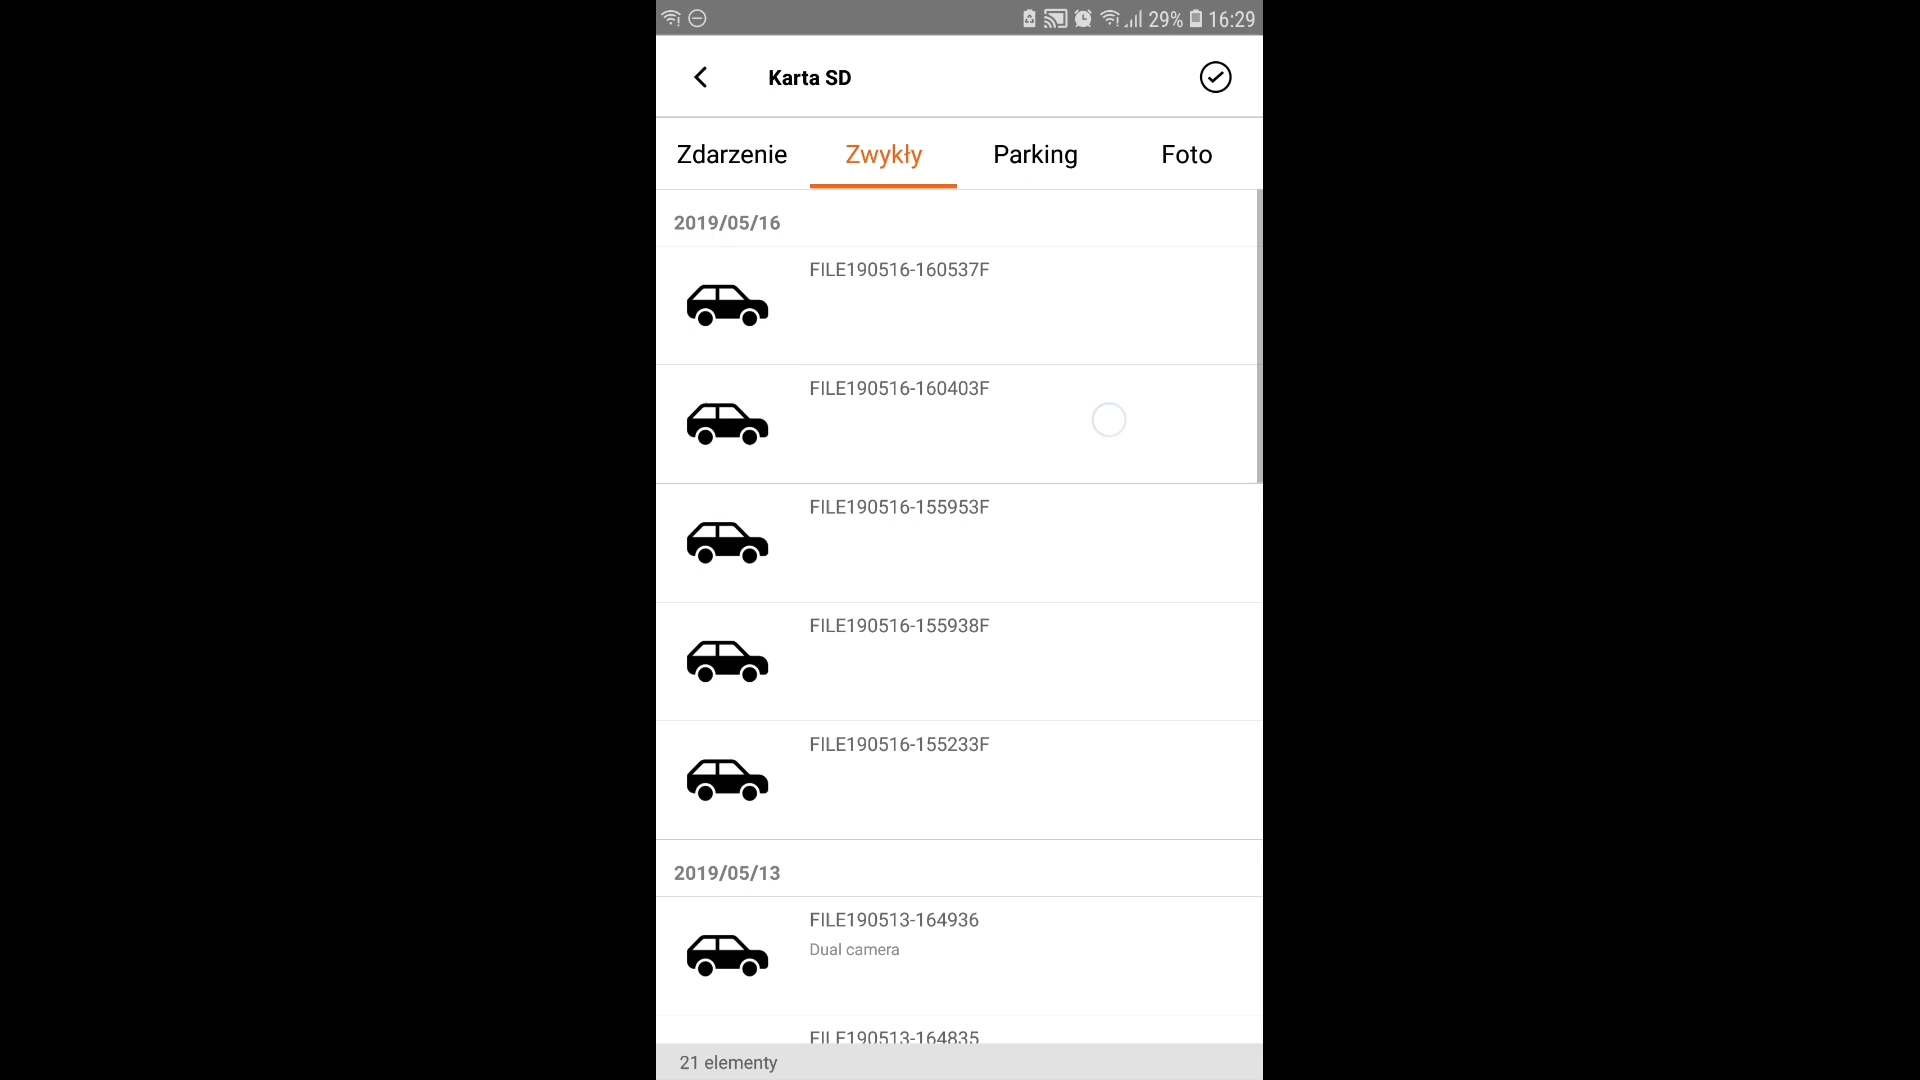 29% 16:29
Karta SD
Zdarzenie Zwykły Parking Foto
2019/05/16
FILE190516-160537F
FILE190516-160403F
FILE190516-155953F
FILE190516-155938F
FILE190516-155233F
2019/05/13
FILE190513-164936
Dual camera
FILE190513-164835
21 elementy